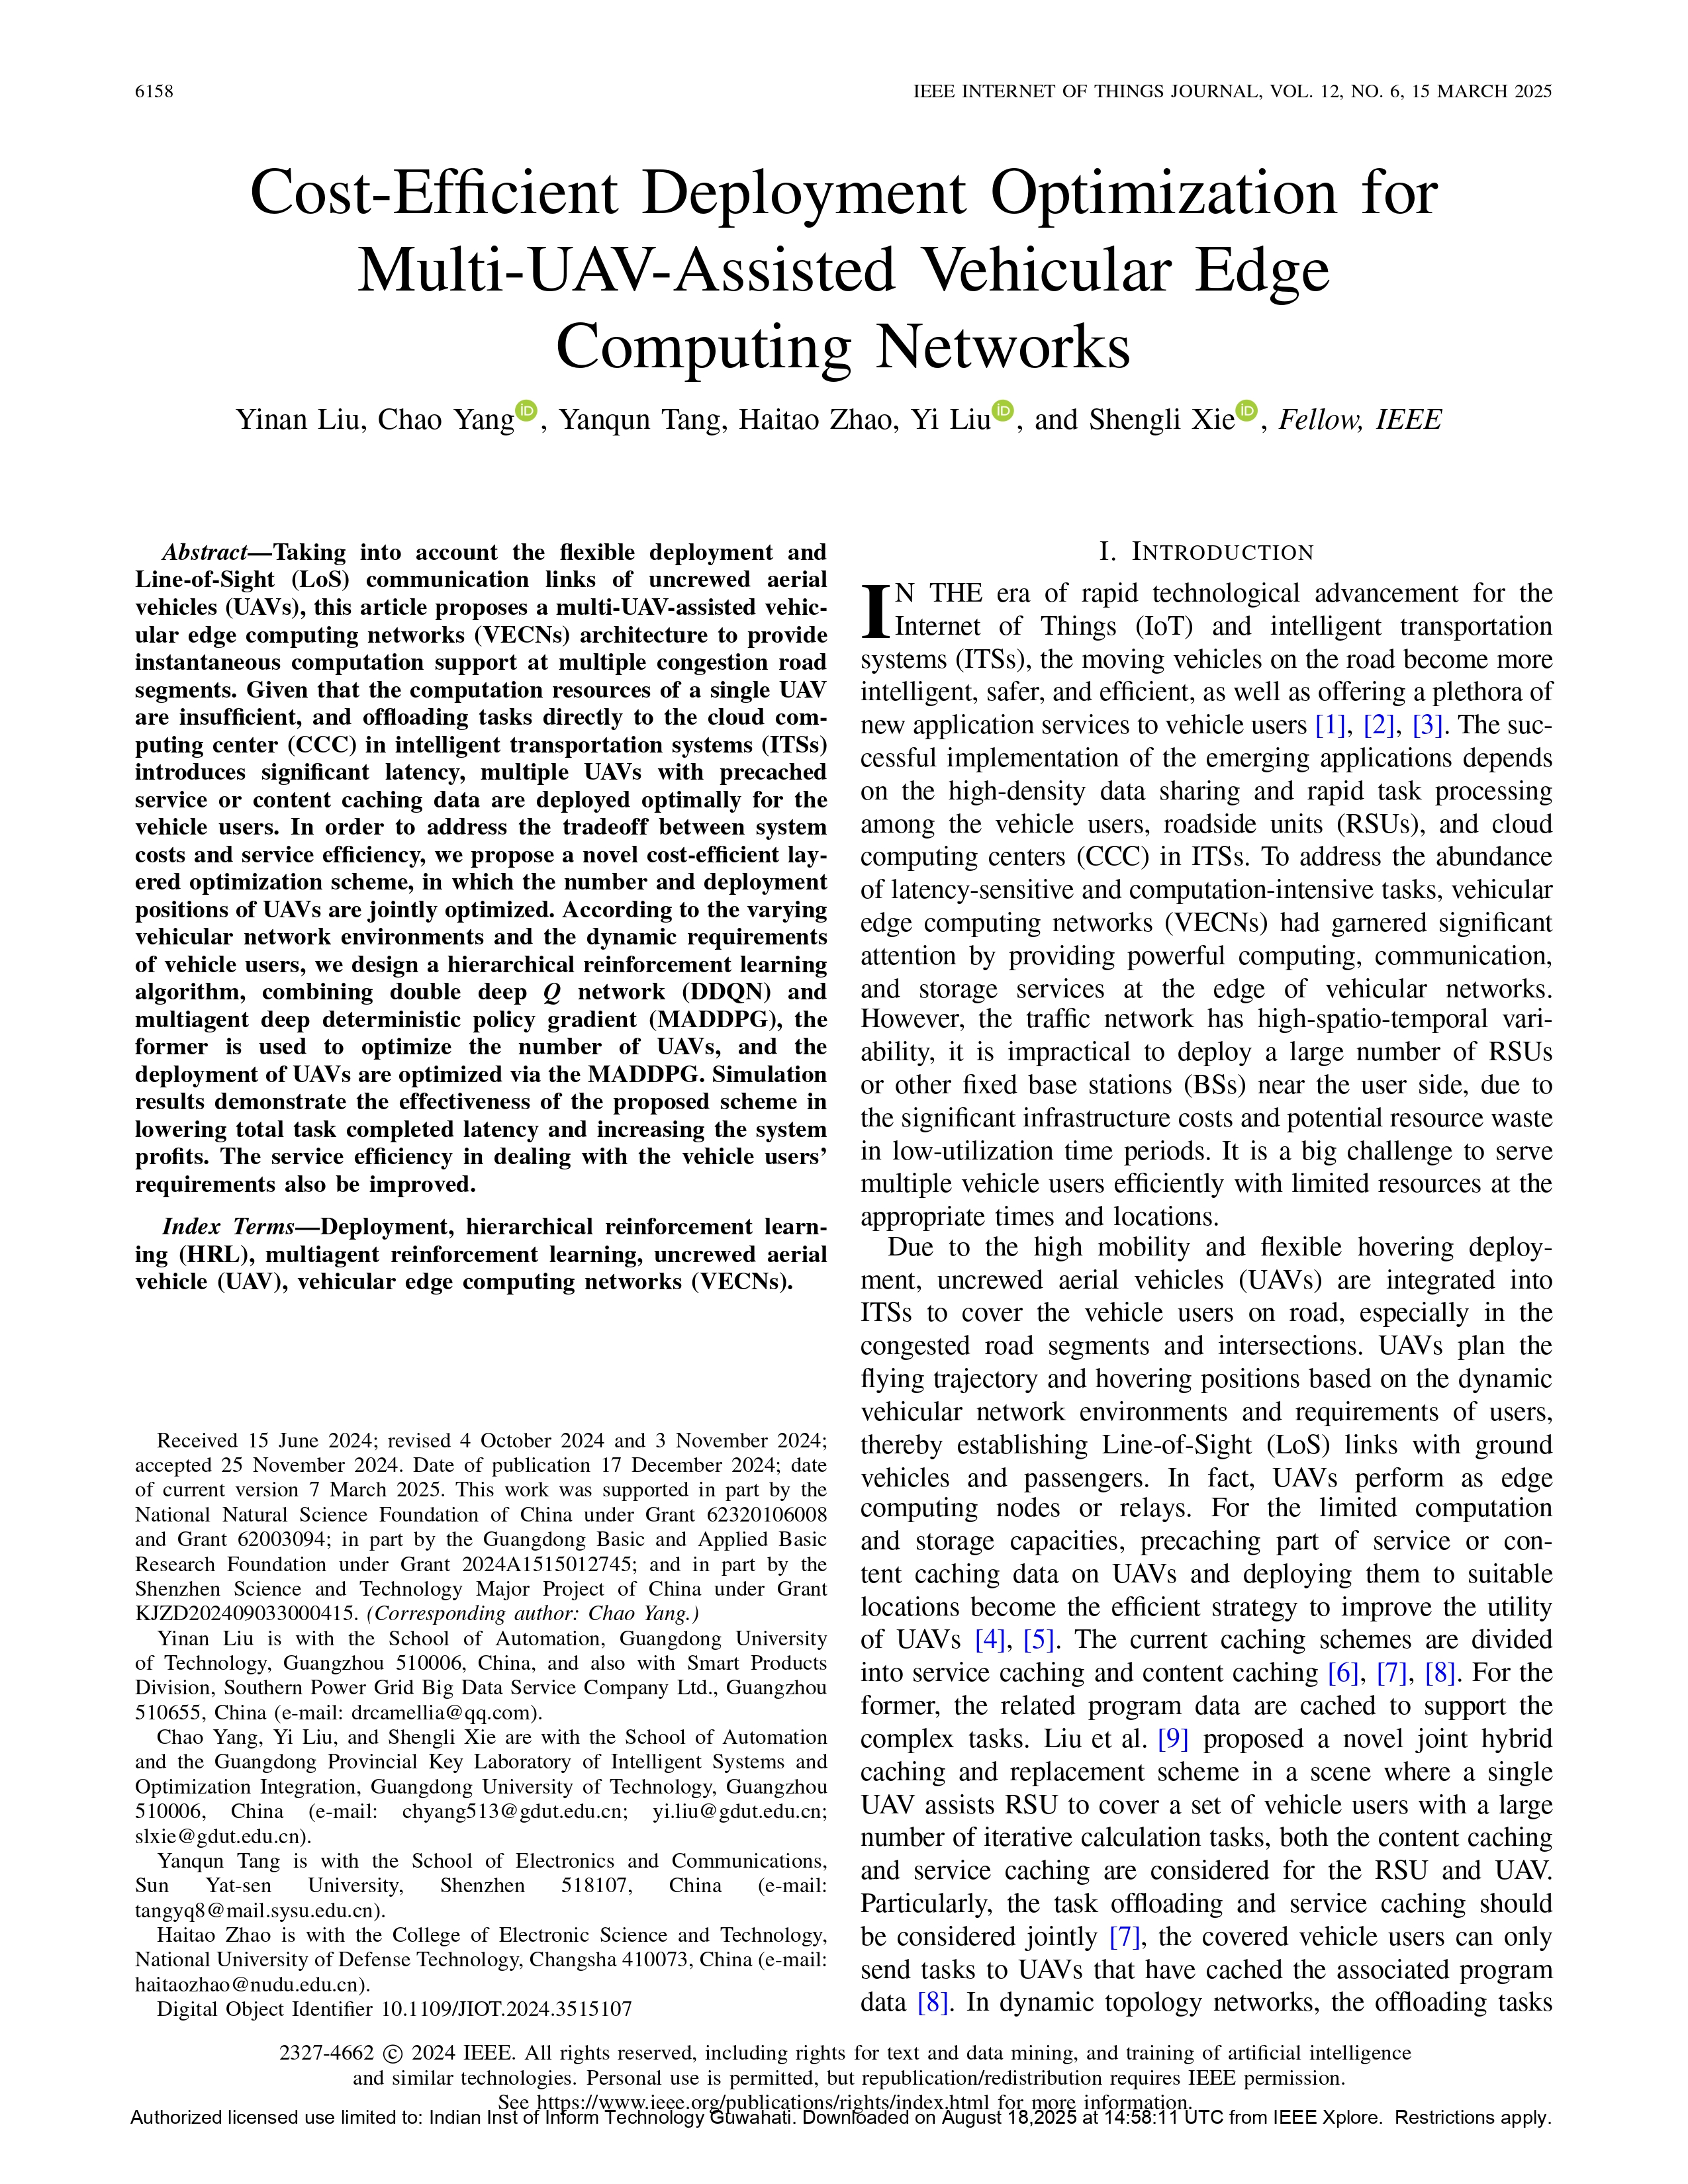 6158
IEEE INTERNET OF THINGS JOURNAL, VOL. 12, NO. 6, 15 MARCH 2025
Cost-Efficient Deployment Optimization for
Multi-UAV-Assisted Vehicular Edge
Computing Networks
Yinan Liu, Chao Yang, Yanqun Tang, Haitao Zhao, Yi Liu, and Shengli Xie, Fellow, IEEE
Abstract—Taking into account the flexible deployment and
Line-of-Sight (LoS) communication links of uncrewed aerial
vehicles (UAVs), this article proposes a multi-UAV-assisted vehic-
ular edge computing networks (VECNs) architecture to provide
instantaneous computation support at multiple congestion road
segments. Given that the computation resources of a single UAV
are insufficient, and offloading tasks directly to the cloud com-
puting center (CCC) in intelligent transportation systems (ITSs)
introduces significant latency, multiple UAVs with precached
service or content caching data are deployed optimally for the
vehicle users. In order to address the tradeoff between system
costs and service efficiency, we propose a novel cost-efficient lay-
ered optimization scheme, in which the number and deployment
positions of UAVs are jointly optimized. According to the varying
vehicular network environments and the dynamic requirements
of vehicle users, we design a hierarchical reinforcement learning
algorithm, combining double deep Q network (DDQN) and
multiagent deep deterministic policy gradient (MADDPG), the
former is used to optimize the number of UAVs, and the
deployment of UAVs are optimized via the MADDPG. Simulation
results demonstrate the effectiveness of the proposed scheme in
lowering total task completed latency and increasing the system
profits. The service efficiency in dealing with the vehicle users'
requirements also be improved.
Index Terms—Deployment, hierarchical reinforcement learn-
ing (HRL), multiagent reinforcement learning, uncrewed aerial
vehicle (UAV), vehicular edge computing networks (VECNs).
Received 15 June 2024; revised 4 October 2024 and 3 November 2024;
accepted 25 November 2024. Date of publication 17 December 2024; date
of current version 7 March 2025. This work was supported in part by the
National Natural Science Foundation of China under Grant 62320106008
and Grant 62003094; in part by the Guangdong Basic and Applied Basic
Research Foundation under Grant 2024A1515012745; and in part by the
Shenzhen Science and Technology Major Project of China under Grant
KJZD202409033000415. (Corresponding author: Chao Yang.)
Yinan Liu is with the School of Automation, Guangdong University
of Technology, Guangzhou 510006, China, and also with Smart Products
Division, Southern Power Grid Big Data Service Company Ltd., Guangzhou
510655, China (e-mail: drcamellia@qq.com).
Chao Yang, Yi Liu, and Shengli Xie are with the School of Automation
and the Guangdong Provincial Key Laboratory of Intelligent Systems and
Optimization Integration, Guangdong University of Technology, Guangzhou
510006, China (e-mail: chyang513@gdut.edu.cn; yi.liu@gdut.edu.cn;
slxie@gdut.edu.cn).
Yanqun Tang is with the School of Electronics and Communications,
Sun Yat-sen University, Shenzhen 518107, China (e-mail:
tangyq8@mail.sysu.edu.cn).
Haitao Zhao is with the College of Electronic Science and Technology,
National University of Defense Technology, Changsha 410073, China (e-mail:
haitaozhao@nudu.edu.cn).
Digital Object Identifier 10.1109/JIOT.2024.3515107
I. INTRODUCTION
IN THE era of rapid technological advancement for the
Internet of Things (IoT) and intelligent transportation
systems (ITSs), the moving vehicles on the road become more
intelligent, safer, and efficient, as well as offering a plethora of
new application services to vehicle users [1], [2], [3]. The suc-
cessful implementation of the emerging applications depends
on the high-density data sharing and rapid task processing
among the vehicle users, roadside units (RSUs), and cloud
computing centers (CCC) in ITSs. To address the abundance
of latency-sensitive and computation-intensive tasks, vehicular
edge computing networks (VECNs) had garnered significant
attention by providing powerful computing, communication,
and storage services at the edge of vehicular networks.
However, the traffic network has high-spatio-temporal vari-
ability, it is impractical to deploy a large number of RSUs
or other fixed base stations (BSs) near the user side, due to
the significant infrastructure costs and potential resource waste
in low-utilization time periods. It is a big challenge to serve
multiple vehicle users efficiently with limited resources at the
appropriate times and locations.
Due to the high mobility and flexible hovering deploy-
ment, uncrewed aerial vehicles (UAVs) are integrated into
ITSs to cover the vehicle users on road, especially in the
congested road segments and intersections. UAVs plan the
flying trajectory and hovering positions based on the dynamic
vehicular network environments and requirements of users,
thereby establishing Line-of-Sight (LoS) links with ground
vehicles and passengers. In fact, UAVs perform as edge
computing nodes or relays. For the limited computation
and storage capacities, precaching part of service or con-
tent caching data on UAVs and deploying them to suitable
locations become the efficient strategy to improve the utility
of UAVs [4], [5]. The current caching schemes are divided
into service caching and content caching [6], [7], [8]. For the
former, the related program data are cached to support the
complex tasks. Liu et al. [9] proposed a novel joint hybrid
caching and replacement scheme in a scene where a single
UAV assists RSU to cover a set of vehicle users with a large
number of iterative calculation tasks, both the content caching
and service caching are considered for the RSU and UAV.
Particularly, the task offloading and service caching should
be considered jointly [7], the covered vehicle users can only
send tasks to UAVs that have cached the associated program
data [8]. In dynamic topology networks, the offloading tasks
2327-4662 © 2024 IEEE. All rights reserved, including rights for text and data mining, and training of artificial intelligence
and similar technologies. Personal use is permitted, but republication/redistribution requires IEEE permission.
See https://www.ieee.org/publications/rights/index.html for more information.
Authorized licensed use limited to: Indian Inst of Inform Technology Guwahati. Downloaded on August 18,2025 at 14:58:11 UTC from IEEE Xplore. Restrictions apply.